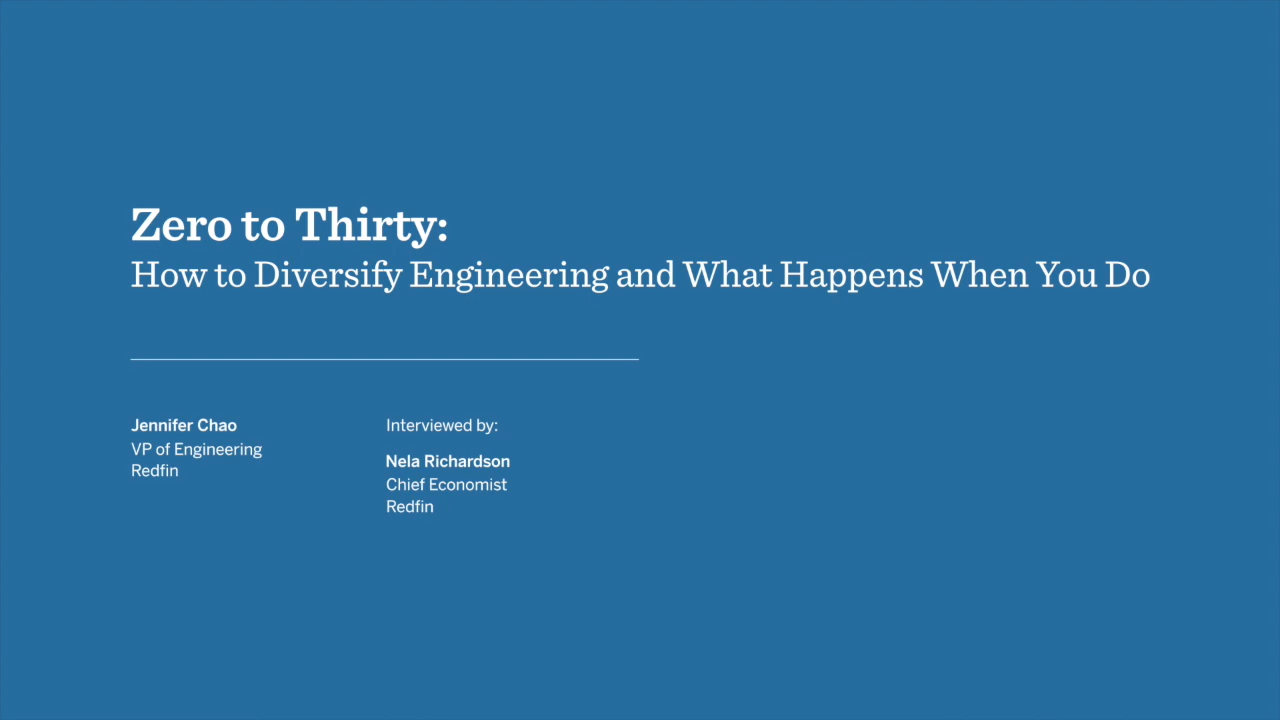 Zero to Thirty:
How to Diversify Engineering and What Happens When You Do
Jennifer Chao
VP of Engineering
Redfin
Interviewed by:
Nela Richardson
Chief Economist
Redfin